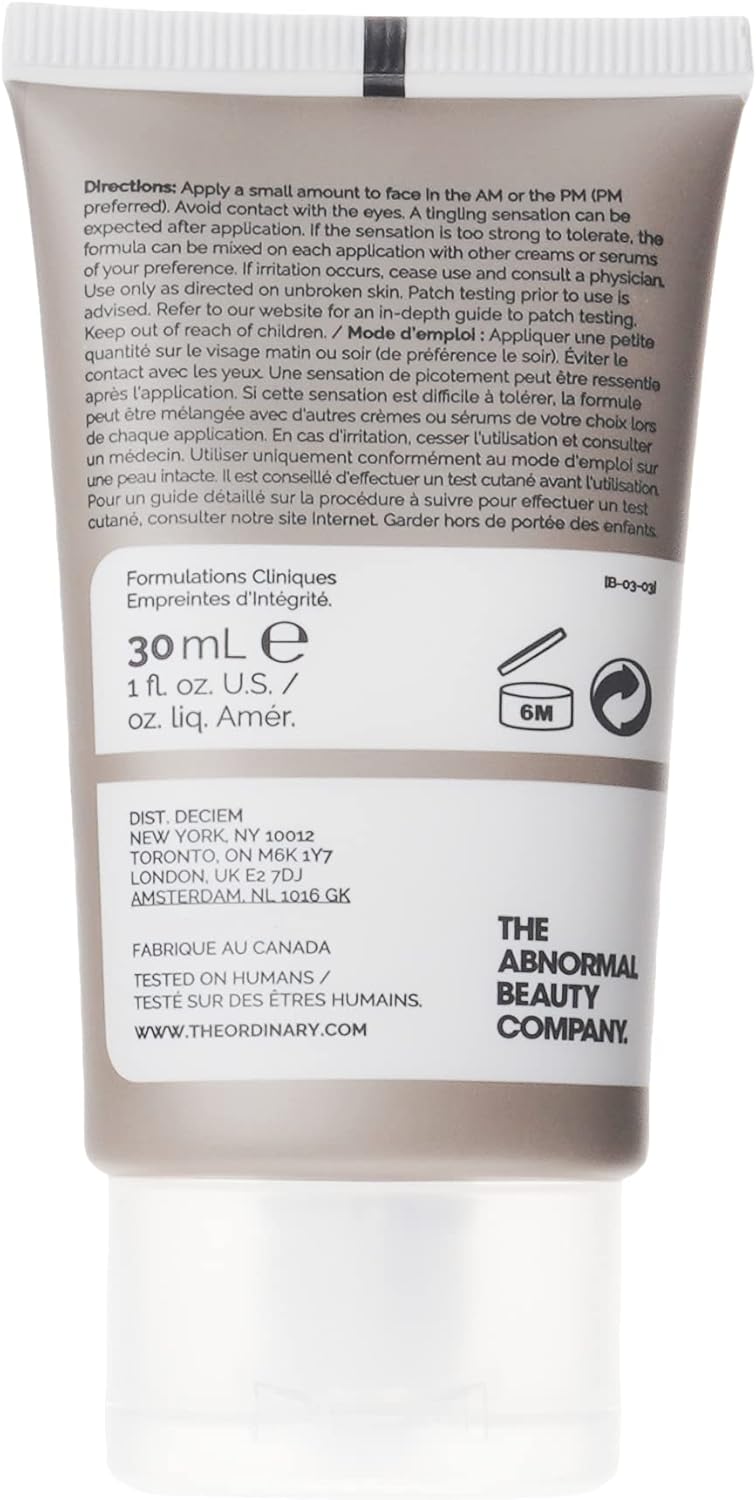 Directions: Apply a small amount to face in the AM or the PM (PM
preferred). Avoid contact with the eyes. A tingling sensation can be
expected after application. If the sensation is too strong to tolerate, the
formula can be mixed on each application with other creams or serums
of your preference. If irritation occurs, cease use and consult a physician.
Use only as directed on unbroken skin. Patch testing prior to use is
advised. Refer to our website for an in-depth guide to patch testing.
Keep out of reach of children. / Mode d'emploi : Appliquer une petite
quantité sur le visage matin ou soir (de préférence le soir). Éviter le
contact avec les yeux. Une sensation de picotement peut être ressentie
après l'application. Si cette sensation est difficile à tolérer, la formule
peut être mélangée avec d'autres crèmes ou sérums de votre choix lors
de chaque application. En cas d'irritation, cesser l'utilisation et consulter
un médecin. Utiliser uniquement conformément au mode d'emploi sur
une peau intacte. Il est conseillé d'effectuer un test cutané avant l'utilisation.
Pour un guide détaillé sur la procédure à suivre pour effectuer un test
cutané, consulter notre site Internet. Garder hors de portée des enfants.
Formulations Cliniques
Empreintes d'Intégrité.
[B-03-03]
30 mL ℮
1 fl. oz. U.S. /
oz. liq. Amér.
6M
DIST. DECIEM
NEW YORK, NY 10012
TORONTO, ON M6K 1Y7
LONDON, UK E2 7DJ
AMSTERDAM, NL 1016 GK
FABRIQUE AU CANADA
TESTED ON HUMANS /
TESTÉ SUR DES ÊTRES HUMAINS.
WWW.THEORDINARY.COM
THE
ABNORMAL
BEAUTY
COMPANY.